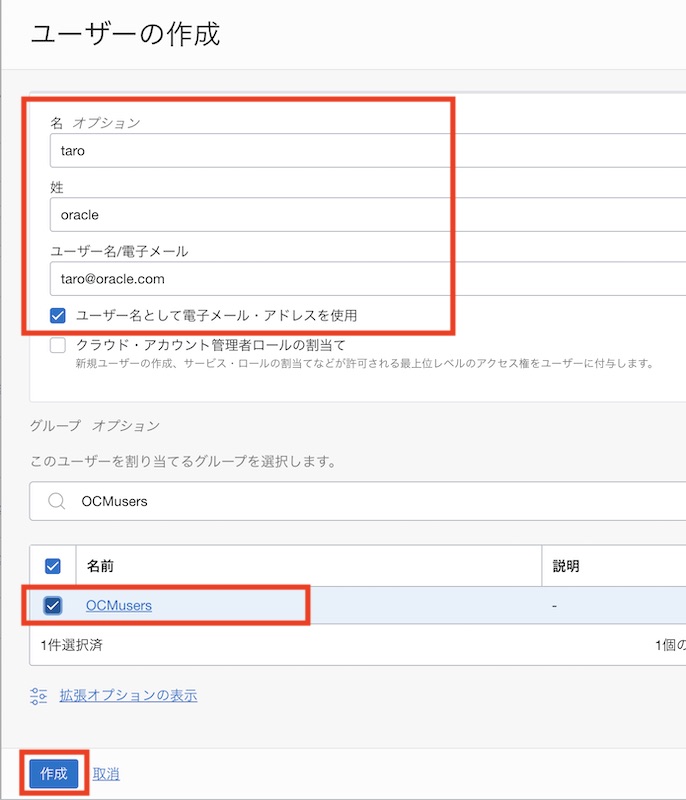 ユーザーの作成
名 オプション
taro
姓
oracle
ユーザー名/電子メール
taro@oracle.com
ユーザー名として電子メール・アドレスを使用
クラウド・アカウント管理者ロールの割当て
新規ユーザーの作成、サービス・ロールの割当てなどが許可される最上位レベルのアクセス権をユーザーに付与します。
グループ オプション
このユーザーを割り当てるグループを選択します。
OCMusers
名前 説明
OCMusers -
1件選択済 1個の
拡張オプションの表示
作成 取消